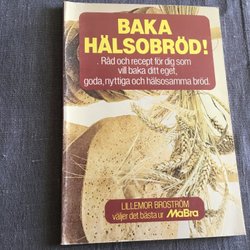 BAKA
HÄLSOBRÖD!
Råd och recept för dig som
vill baka ditt eget,
goda, nyttiga och hälsosamma bröd.
LILLEMOR BROSTRÖM
väljer det bästa ur MaBra